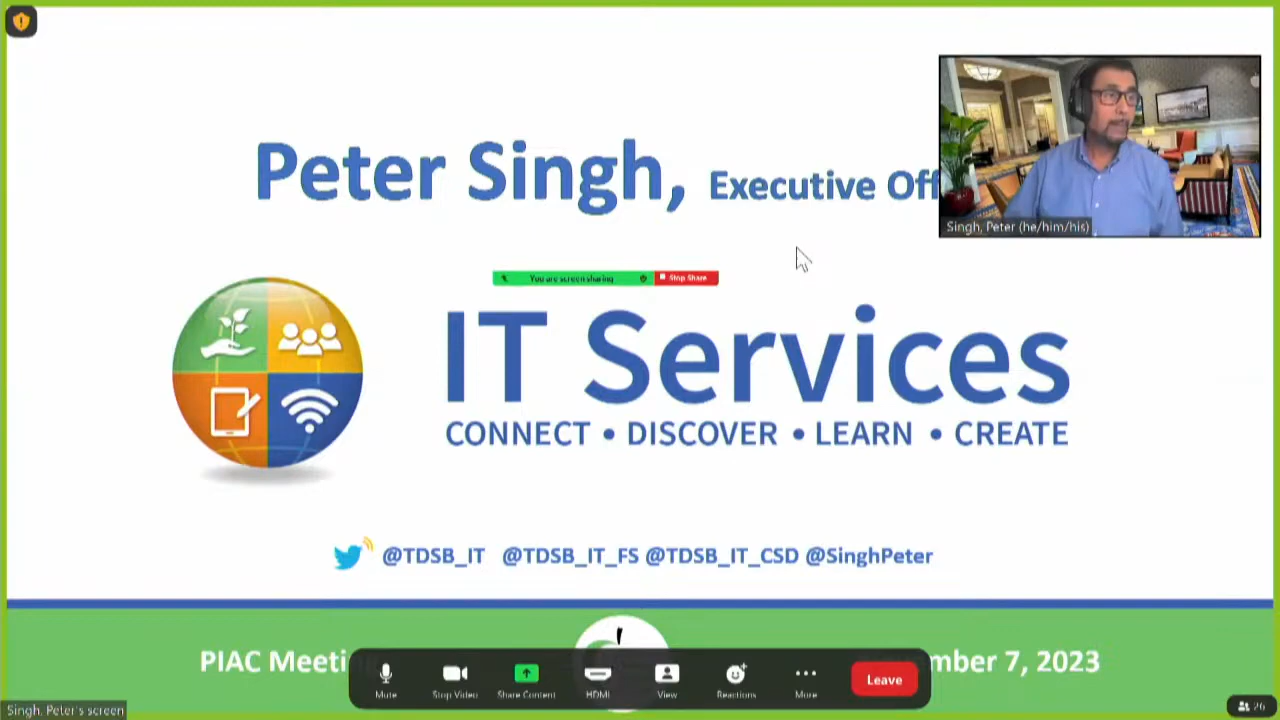 Peter Singh, Executive Off
Singh, Peter (he/him/his)
You are screen sharing Stop Share
IT Services
CONNECT • DISCOVER • LEARN • CREATE
@TDSB_IT @TDSB_IT_FS @TDSB_IT_CSD @SinghPeter
PIAC Meeti mber 7, 2023
Mute Stop Video Share Content HDMI View Reactions More Leave
Singh, Peter's screen
26